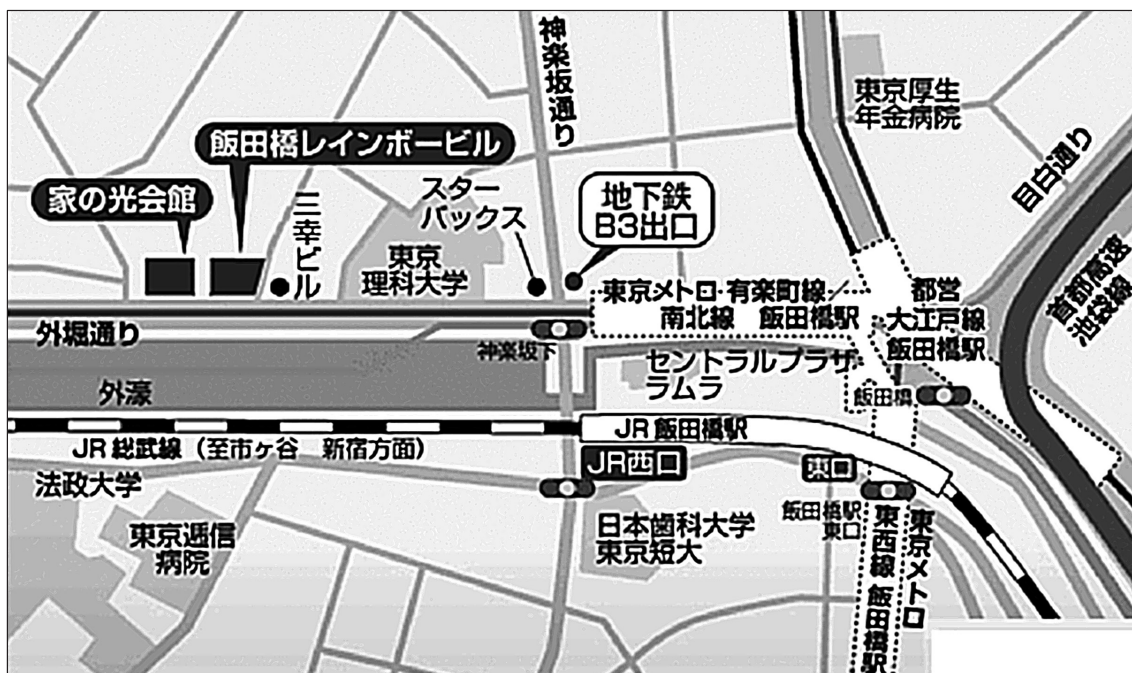 神楽坂通り
東京厚生
年金病院
目白通り
飯田橋レインボービル
家の光会館
三幸ビル
スター
バックス
地下鉄
B3出口
東京
理科大学
首都高速
池袋線
東京メトロ 有楽町線/
南北線 飯田橋駅
都営
大江戸線
飯田橋駅
外堀通り
神楽坂下
セントラルプラザ
ラムラ
外濠
飯田橋
JR 飯田橋駅
JR 総武線(至市ヶ谷 新宿方面)
JR西口
東口
法政大学
東京逓信
病院
日本歯科大学
東京短大
飯田橋駅
東口
東京メトロ
東西線 飯田橋駅